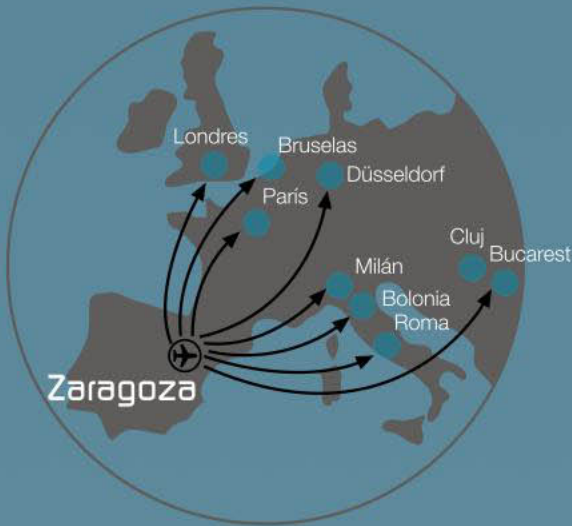 Londres
Bruselas
Düsseldorf
París
Cluj
Bucarest
Milán
Bolonia
Roma
Zaragoza